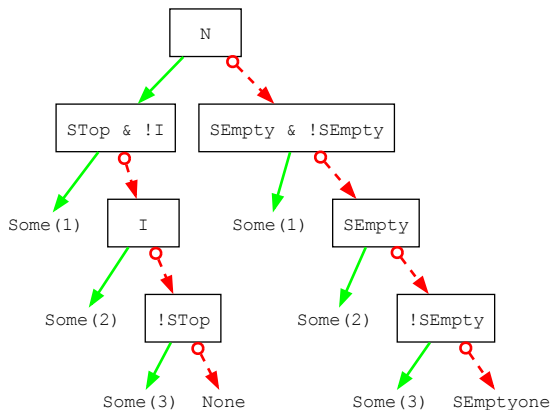 N
STop & !I
SEmpty & !SEmpty
Some(1)
I
Some(1)
SEmpty
Some(2)
!STop
Some(2)
!SEmpty
Some(3)
None
Some(3)
SEmptyone